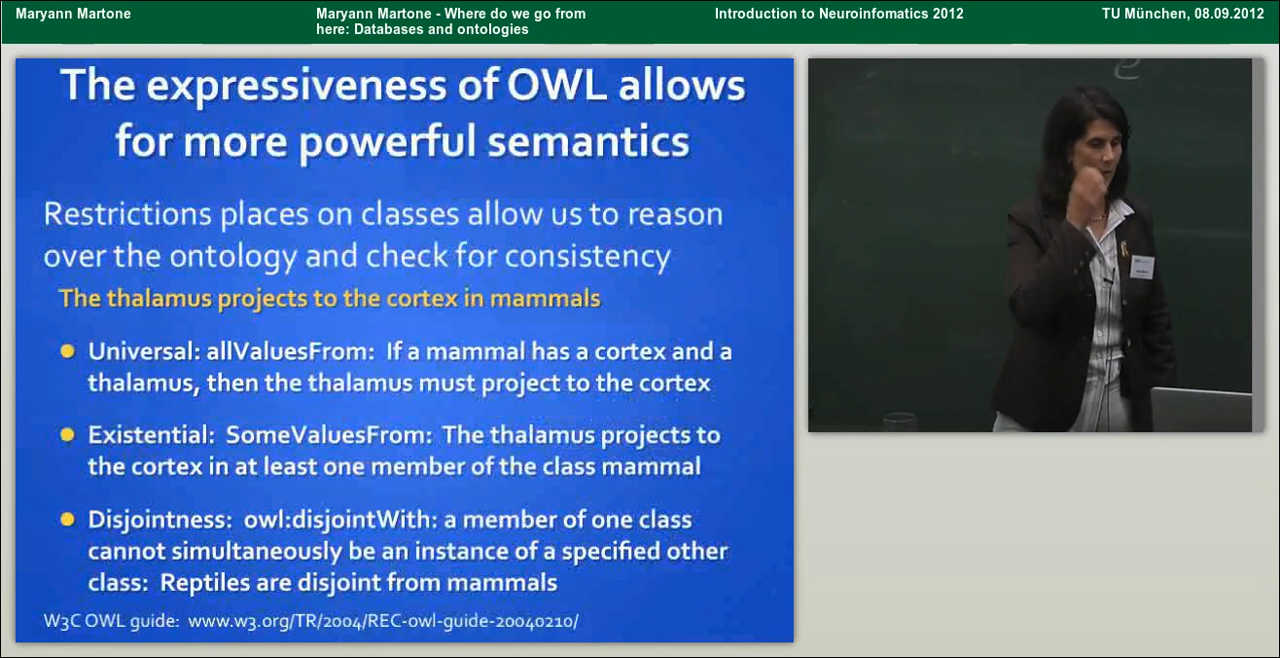 Maryann Martone
Maryann Martone - Where do we go from
here: Databases and ontologies
Introduction to Neuroinfomatics 2012
TU München, 08.09.2012
The expressiveness of OWL allows
for more powerful semantics
Restrictions places on classes allow us to reason
over the ontology and check for consistency
The thalamus projects to the cortex in mammals
Universal: allValuesFrom: If a mammal has a cortex and a
thalamus, then the thalamus must project to the cortex
Existential: SomeValuesFrom: The thalamus projects to
the cortex in at least one member of the class mammal
Disjointness: owl:disjointWith: a member of one class
cannot simultaneously be an instance of a specified other
class: Reptiles are disjoint from mammals
W3C OWL guide: www.w3.org/TR/2004/REC-owl-guide-20040210/